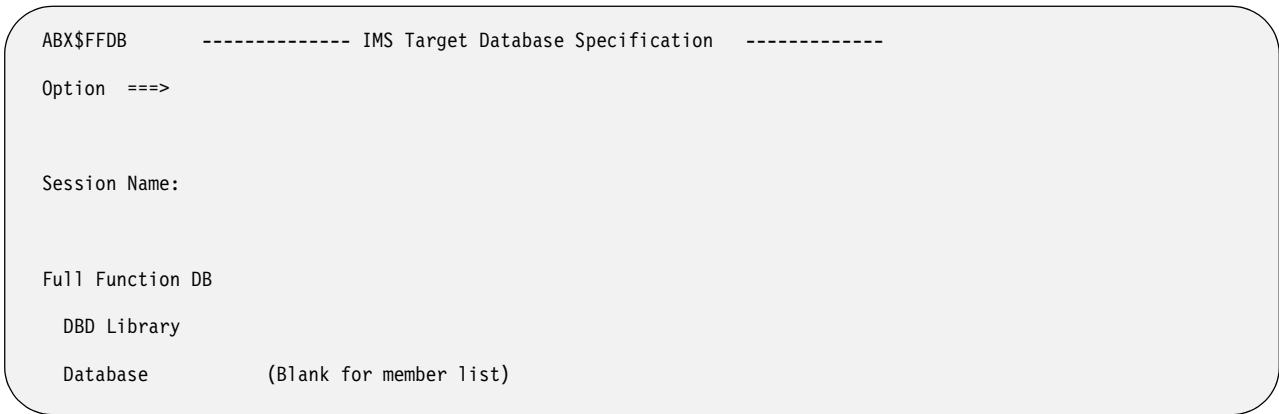 ABX$FFDB -------------- IMS Target Database Specification -------------
Option ===>
Session Name:
Full Function DB
DBD Library
Database (Blank for member list)